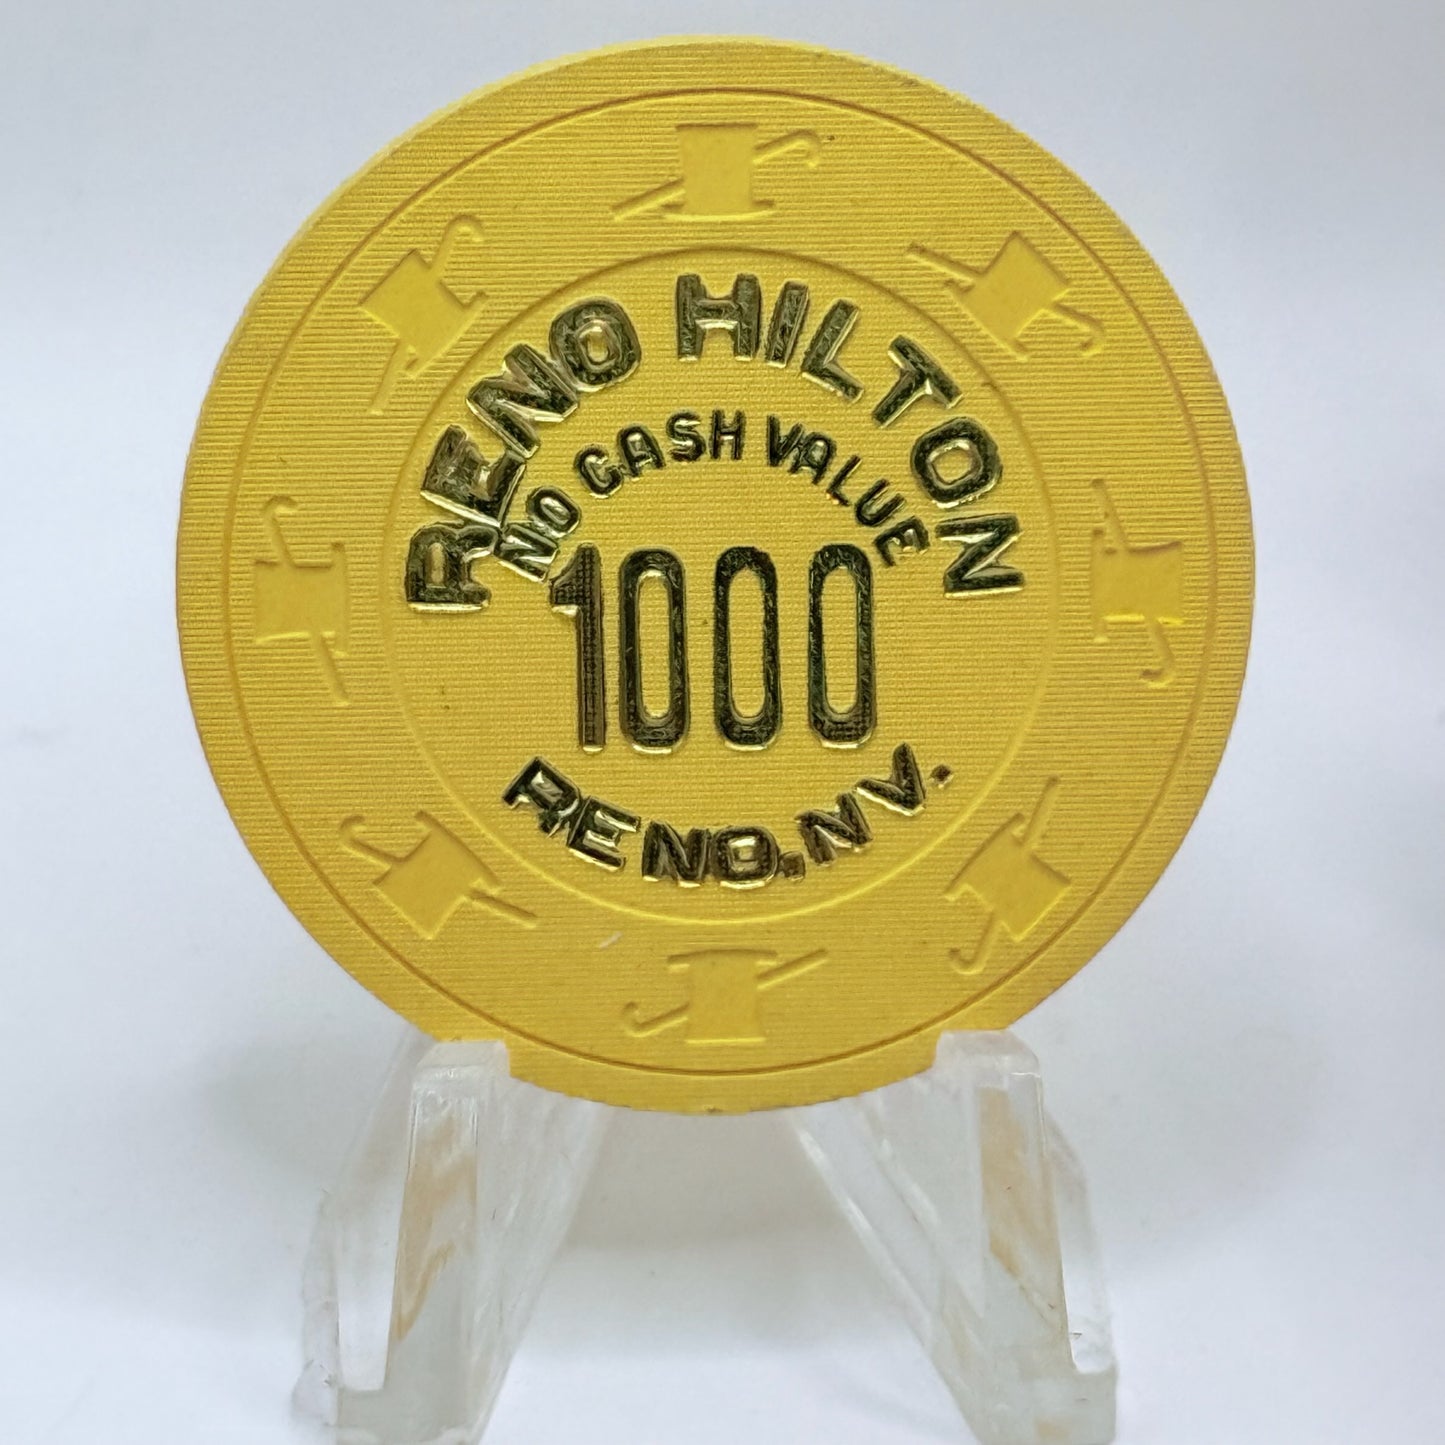 RENO HILTON
NO CASH VALUE
1000
RENO, NV.